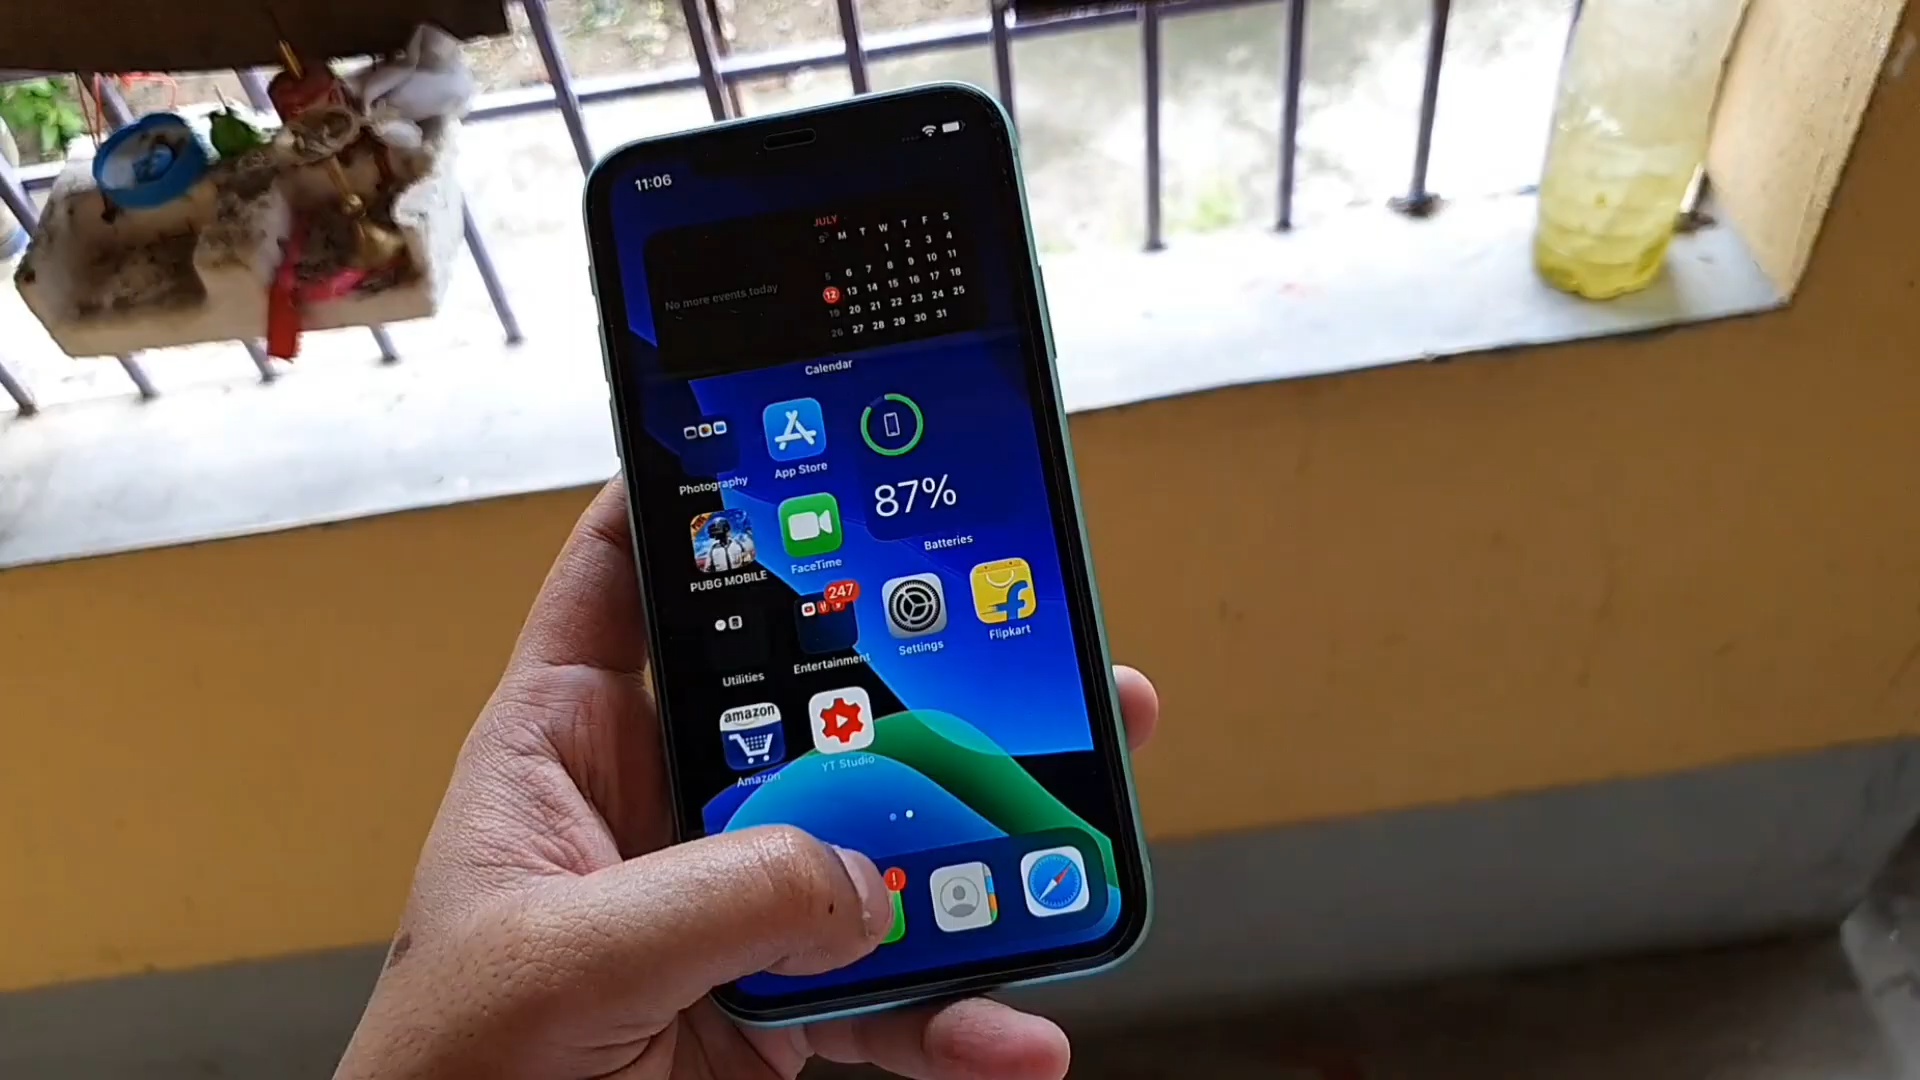 11:06
JULY
S M T W T F S
1 2 3 4
5 6 7 8 9 10 11
No more events today
12 13 14 15 16 17 18
19 20 21 22 23 24 25
26 27 28 29 30 31
Calendar
Photography
App Store
87%
Batteries
PUBG MOBILE
FaceTime
247
Utilities
Entertainment
Settings
Flipkart
amazon
Amazon
YT Studio
!